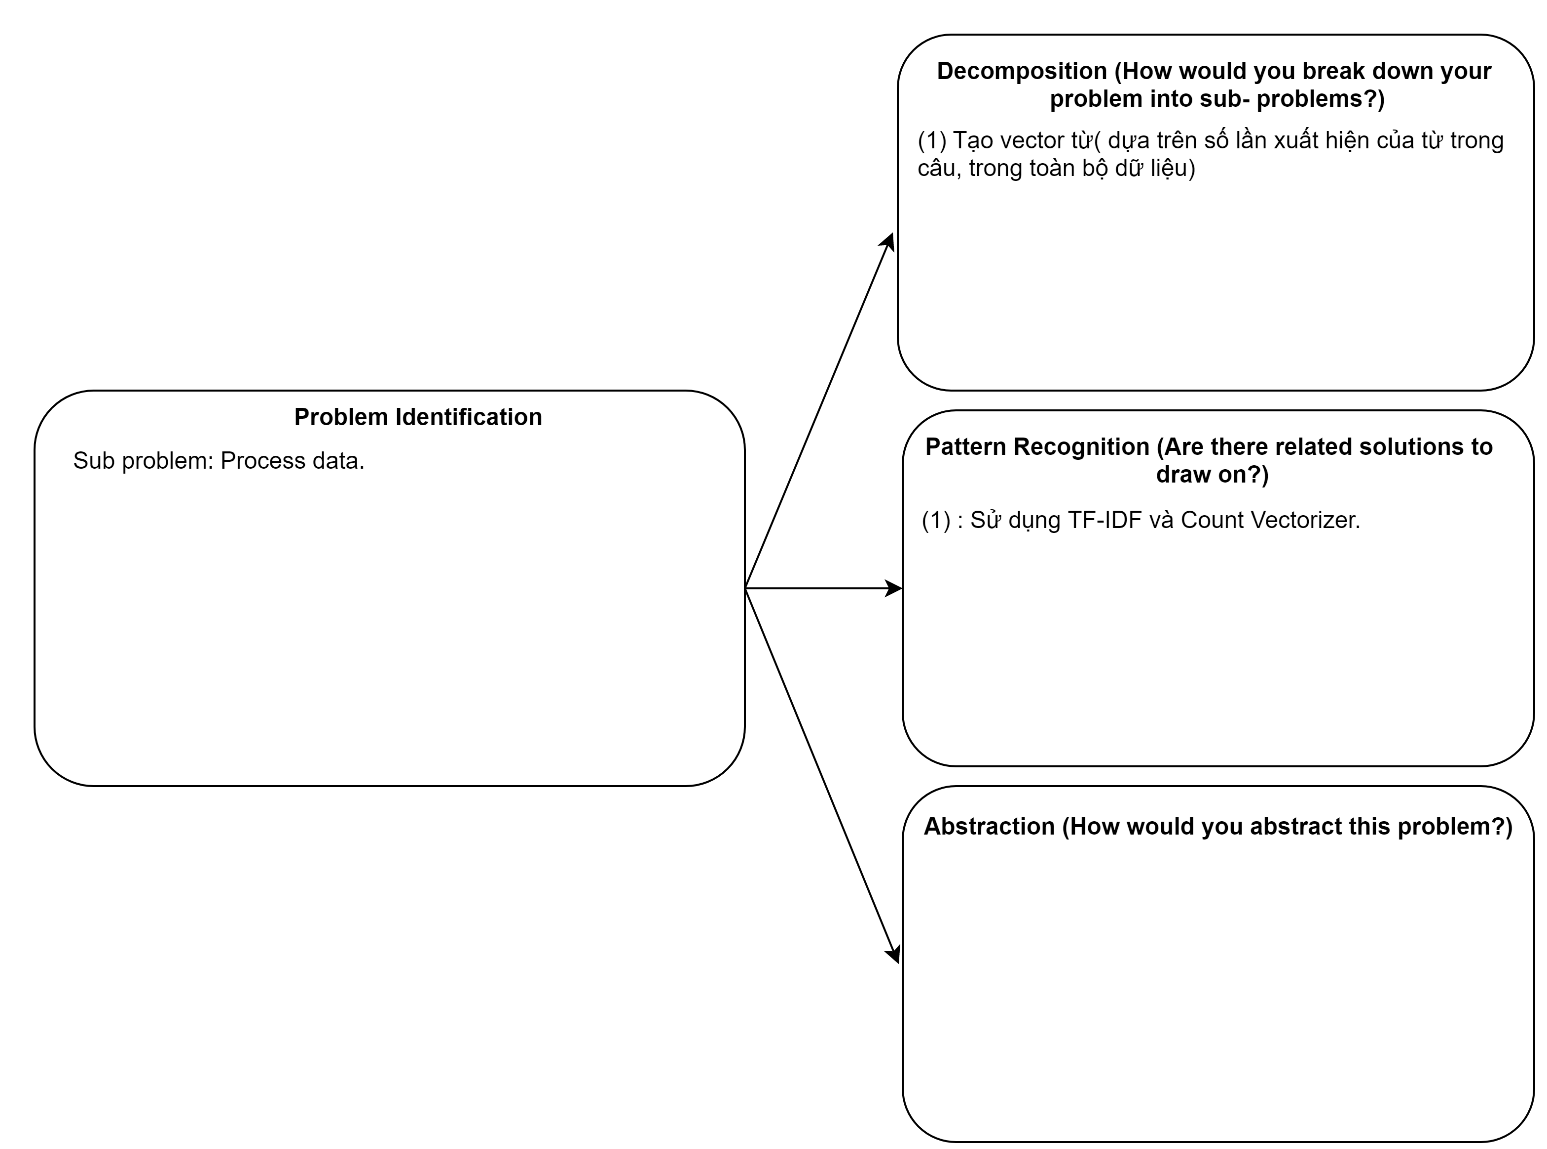 Decomposition (How would you break down your
problem into sub- problems?)
(1) Tạo vector từ( dựa trên số lần xuất hiện của từ trong
câu, trong toàn bộ dữ liệu)
Problem Identification
Sub problem: Process data.
Pattern Recognition (Are there related solutions to
draw on?)
(1) : Sử dụng TF-IDF và Count Vectorizer.
Abstraction (How would you abstract this problem?)